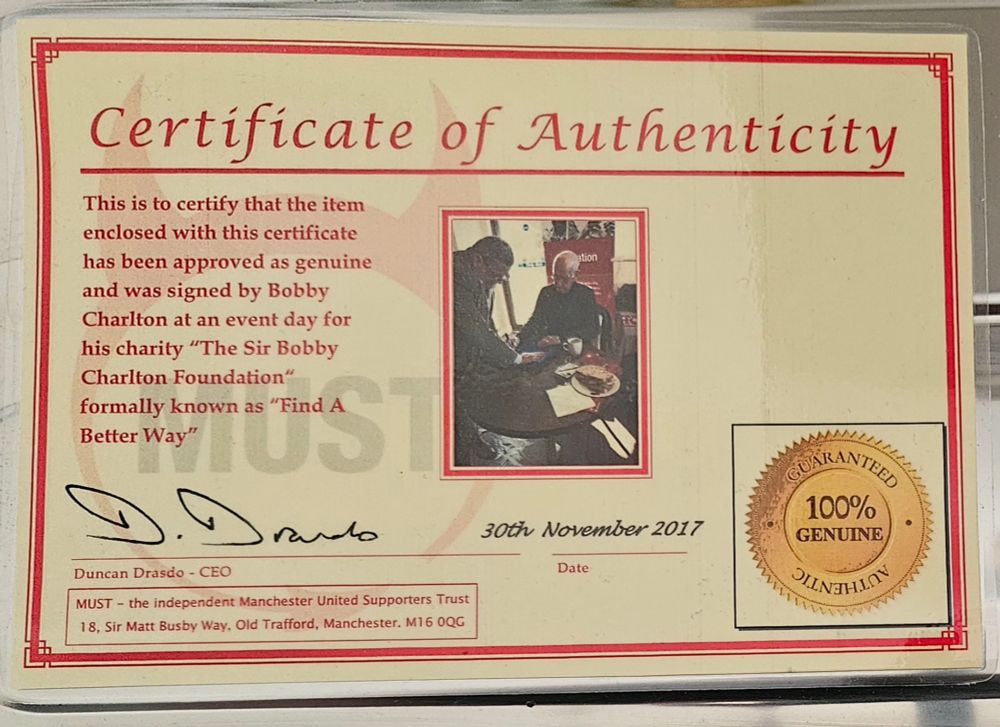 Certificate of Authenticity
This is to certify that the item
enclosed with this certificate
has been approved as genuine
and was signed by Bobby
Charlton at an event day for
his charity “The Sir Bobby
Charlton Foundation“
formally known as “Find A
Better Way”
MUST
ation
D. Drasdo
30th November 2017
Duncan Drasdo - CEO
Date
MUST – the independent Manchester United Supporters Trust
18, Sir Matt Busby Way, Old Trafford, Manchester. M16 0QG
GUARANTEED
100%
GENUINE
AUTHENTIC